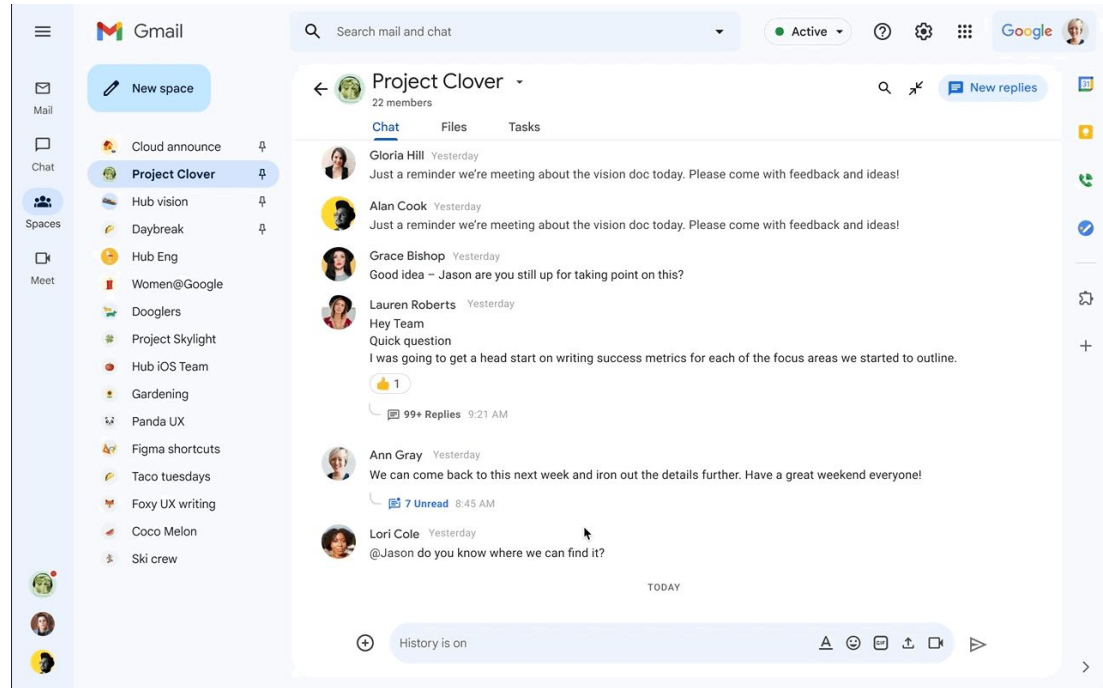 Gmail
Search mail and chat
Active
Google
Mail
Chat
Spaces
Meet
New space
Cloud announce
Project Clover
Hub vision
Daybreak
Hub Eng
Women@Google
Dooglers
Project Skylight
Hub iOS Team
Gardening
Panda UX
Figma shortcuts
Taco tuesdays
Foxy UX writing
Coco Melon
Ski crew
Project Clover
22 members
New replies
Chat Files Tasks
Gloria Hill Yesterday
Just a reminder we're meeting about the vision doc today. Please come with feedback and ideas!
Alan Cook Yesterday
Just a reminder we're meeting about the vision doc today. Please come with feedback and ideas!
Grace Bishop Yesterday
Good idea – Jason are you still up for taking point on this?
Lauren Roberts Yesterday
Hey Team
Quick question
I was going to get a head start on writing success metrics for each of the focus areas we started to outline.
👍 1
99+ Replies 9:21 AM
Ann Gray Yesterday
We can come back to this next week and iron out the details further. Have a great weekend everyone!
7 Unread 8:45 AM
Lori Cole Yesterday
@Jason do you know where we can find it?
TODAY
History is on
GIF
31